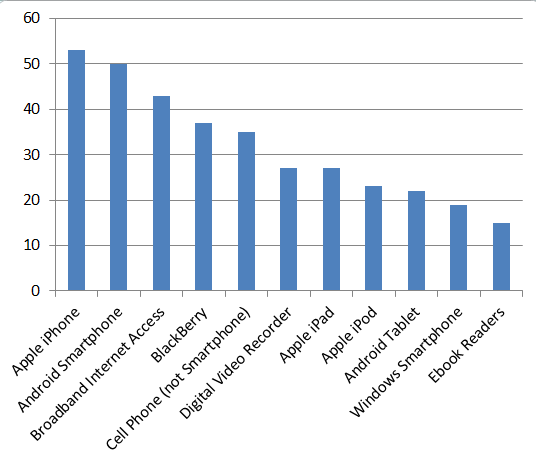 60
50
40
30
20
10
0
Apple iPhone
Android Smartphone
Broadband Internet Access
BlackBerry
Cell Phone (not Smartphone)
Digital Video Recorder
Apple iPad
Apple iPod
Android Tablet
Windows Smartphone
Ebook Readers